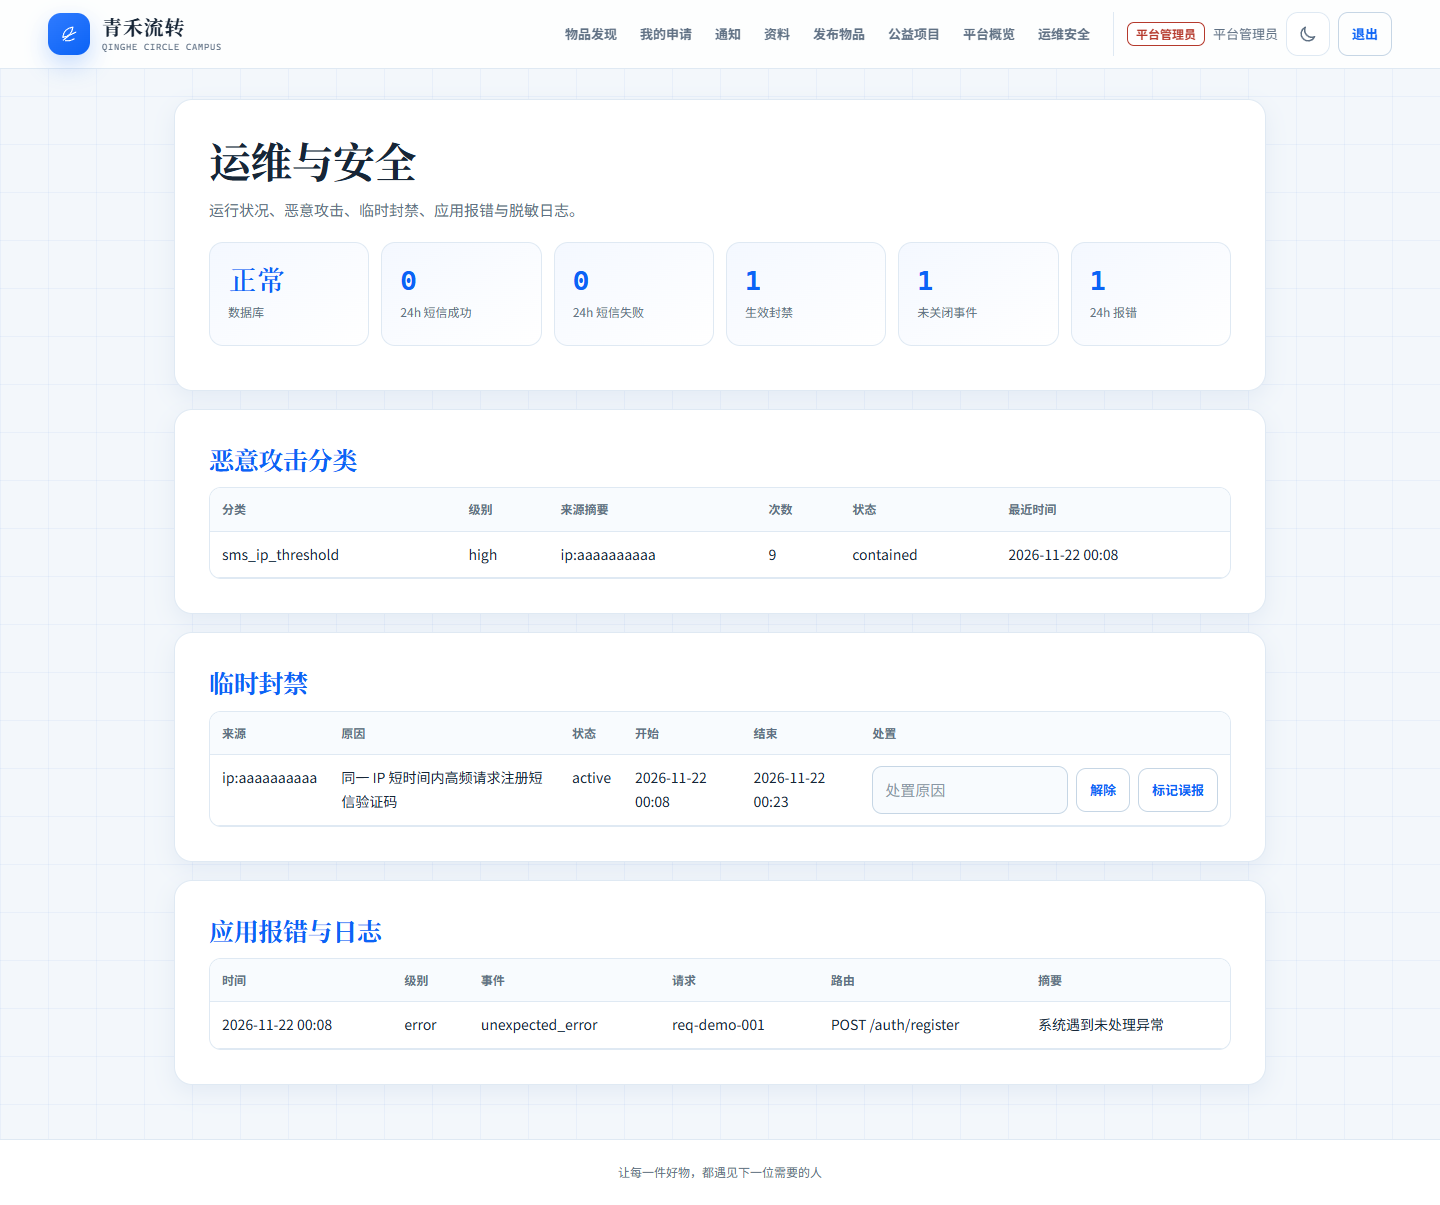 青禾流转
QINGHE CIRCLE CAMPUS
物品发现 我的申请 通知 资料 发布物品 公益项目 平台概览 运维安全 平台管理员 平台管理员 退出
运维与安全
运行状况、恶意攻击、临时封禁、应用报错与脱敏日志。
正常 0 0 1 1 1
数据库 24h 短信成功 24h 短信失败 生效封禁 未关闭事件 24h 报错
恶意攻击分类
分类 级别 来源摘要 次数 状态 最近时间
sms_ip_threshold high ip:aaaaaaaaaa 9 contained 2026-11-22 00:08
临时封禁
来源 原因 状态 开始 结束 处置
ip:aaaaaaaaaa 同一 IP 短时间内高频请求注册短 active 2026-11-22 2026-11-22 处置原因 解除 标记误报
信验证码 00:08 00:23
应用报错与日志
时间 级别 事件 请求 路由 摘要
2026-11-22 00:08 error unexpected_error req-demo-001 POST /auth/register 系统遇到未处理异常
让每一件好物，都遇见下一位需要的人